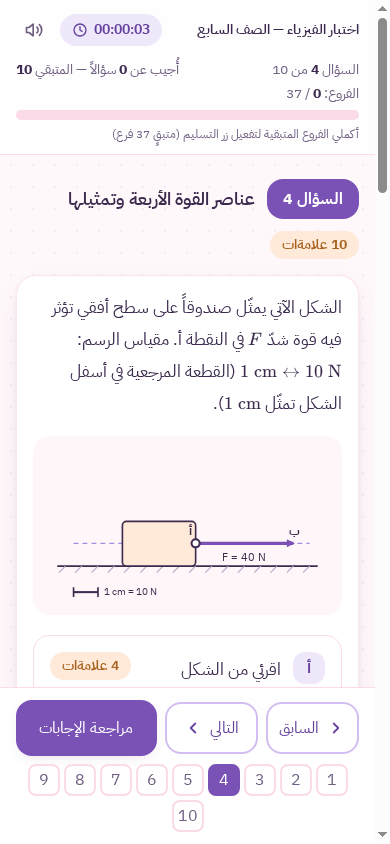 اختبار الفيزياء — الصف السابع
00:00:03
السؤال 4 من 10
أُجيب عن 0 سؤالاً — المتبقي 10
الفروع: 0 / 37
أكملي الفروع المتبقية لتفعيل زر التسليم (متبقٍ 37 فرع)
السؤال 4
عناصر القوة الأربعة وتمثيلها
10 علامةات
الشكل الآتي يمثّل صندوقاً على سطح أفقي تؤثر
فيه قوة شدّ F في النقطة أ. مقياس الرسم:
1 cm ↔ 10 N (القطعة المرجعية في أسفل
الشكل تمثّل 1 cm).
أ
ب
F = 40 N
1 cm = 10 N
أ
اقرئي من الشكل
4 علامةات
السابق
التالي
مراجعة الإجابات
1 2 3 4 5 6 7 8 9
10